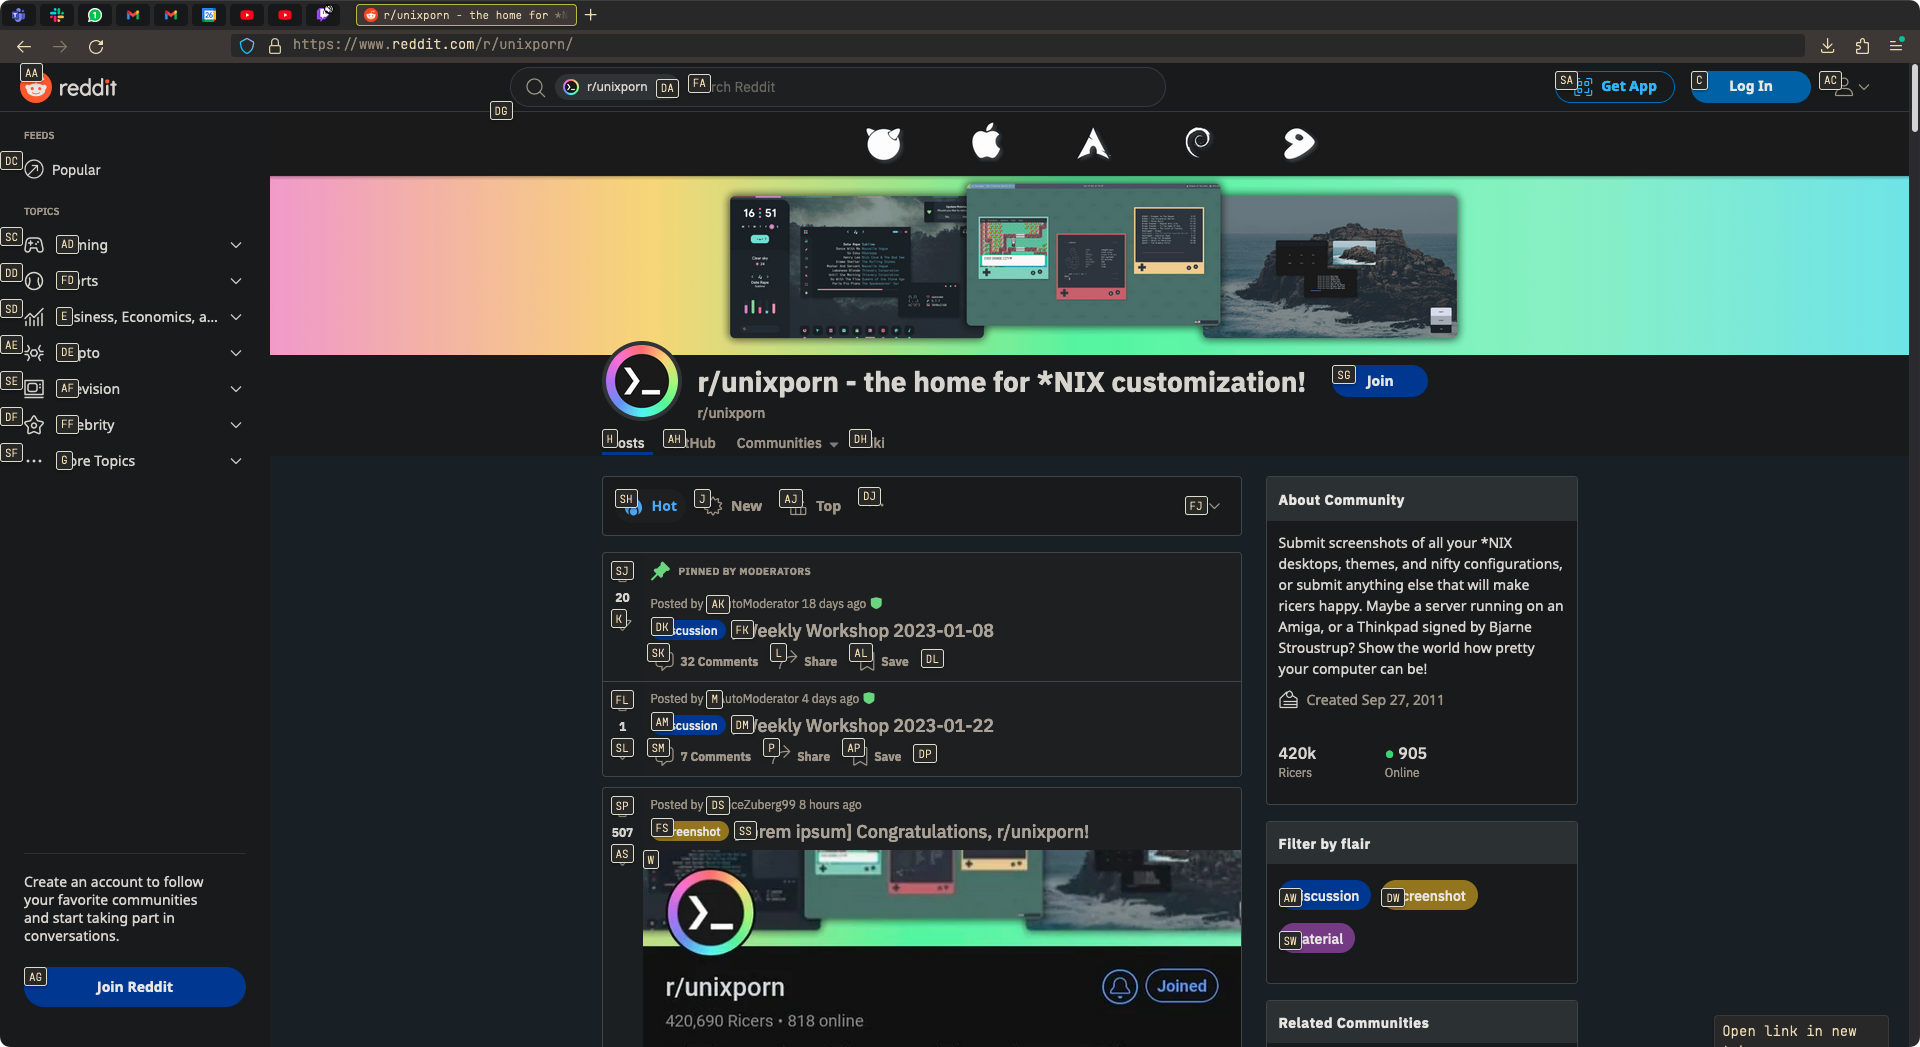 r/unixporn - the home for *N
https://www.reddit.com/r/unixporn/
AA
reddit
r/unixporn
DA
FA
rch Reddit
DG
SA
Get App
C
Log In
AC
FEEDS
DC
Popular
TOPICS
SC
AD
ming
DD
FD
rts
SD
E
siness, Economics, a...
AE
DE
pto
SE
AF
evision
DF
FF
ebrity
SF
G
ore Topics
Create an account to follow
your favorite communities
and start taking part in
conversations.
AG
Join Reddit
16:51
r/unixporn - the home for *NIX customization!
SG
Join
r/unixporn
H
osts
AH
tHub
Communities
DH
ki
SH
Hot
J
New
AJ
Top
DJ
FJ
SJ
PINNED BY MODERATORS
20
Posted by AK toModerator 18 days ago
K
DK
scussion
FK
eekly Workshop 2023-01-08
SK
32 Comments
L
Share
AL
Save
DL
FL
Posted by M utoModerator 4 days ago
1
AM
scussion
DM
eekly Workshop 2023-01-22
SL
SM
7 Comments
P
Share
AP
Save
DP
SP
Posted by DS ceZuberg99 8 hours ago
507
FS
reenshot
SS
rem ipsum] Congratulations, r/unixporn!
AS
W
r/unixporn
Joined
420,690 Ricers • 818 online
About Community
Submit screenshots of all your *NIX
desktops, themes, and nifty configurations,
or submit anything else that will make
ricers happy. Maybe a server running on an
Amiga, or a Thinkpad signed by Bjarne
Stroustrup? Show the world how pretty
your computer can be!
Created Sep 27, 2011
420k
905
Ricers
Online
Filter by flair
AW
iscussion
DW
creenshot
SW
aterial
Related Communities
Open link in new